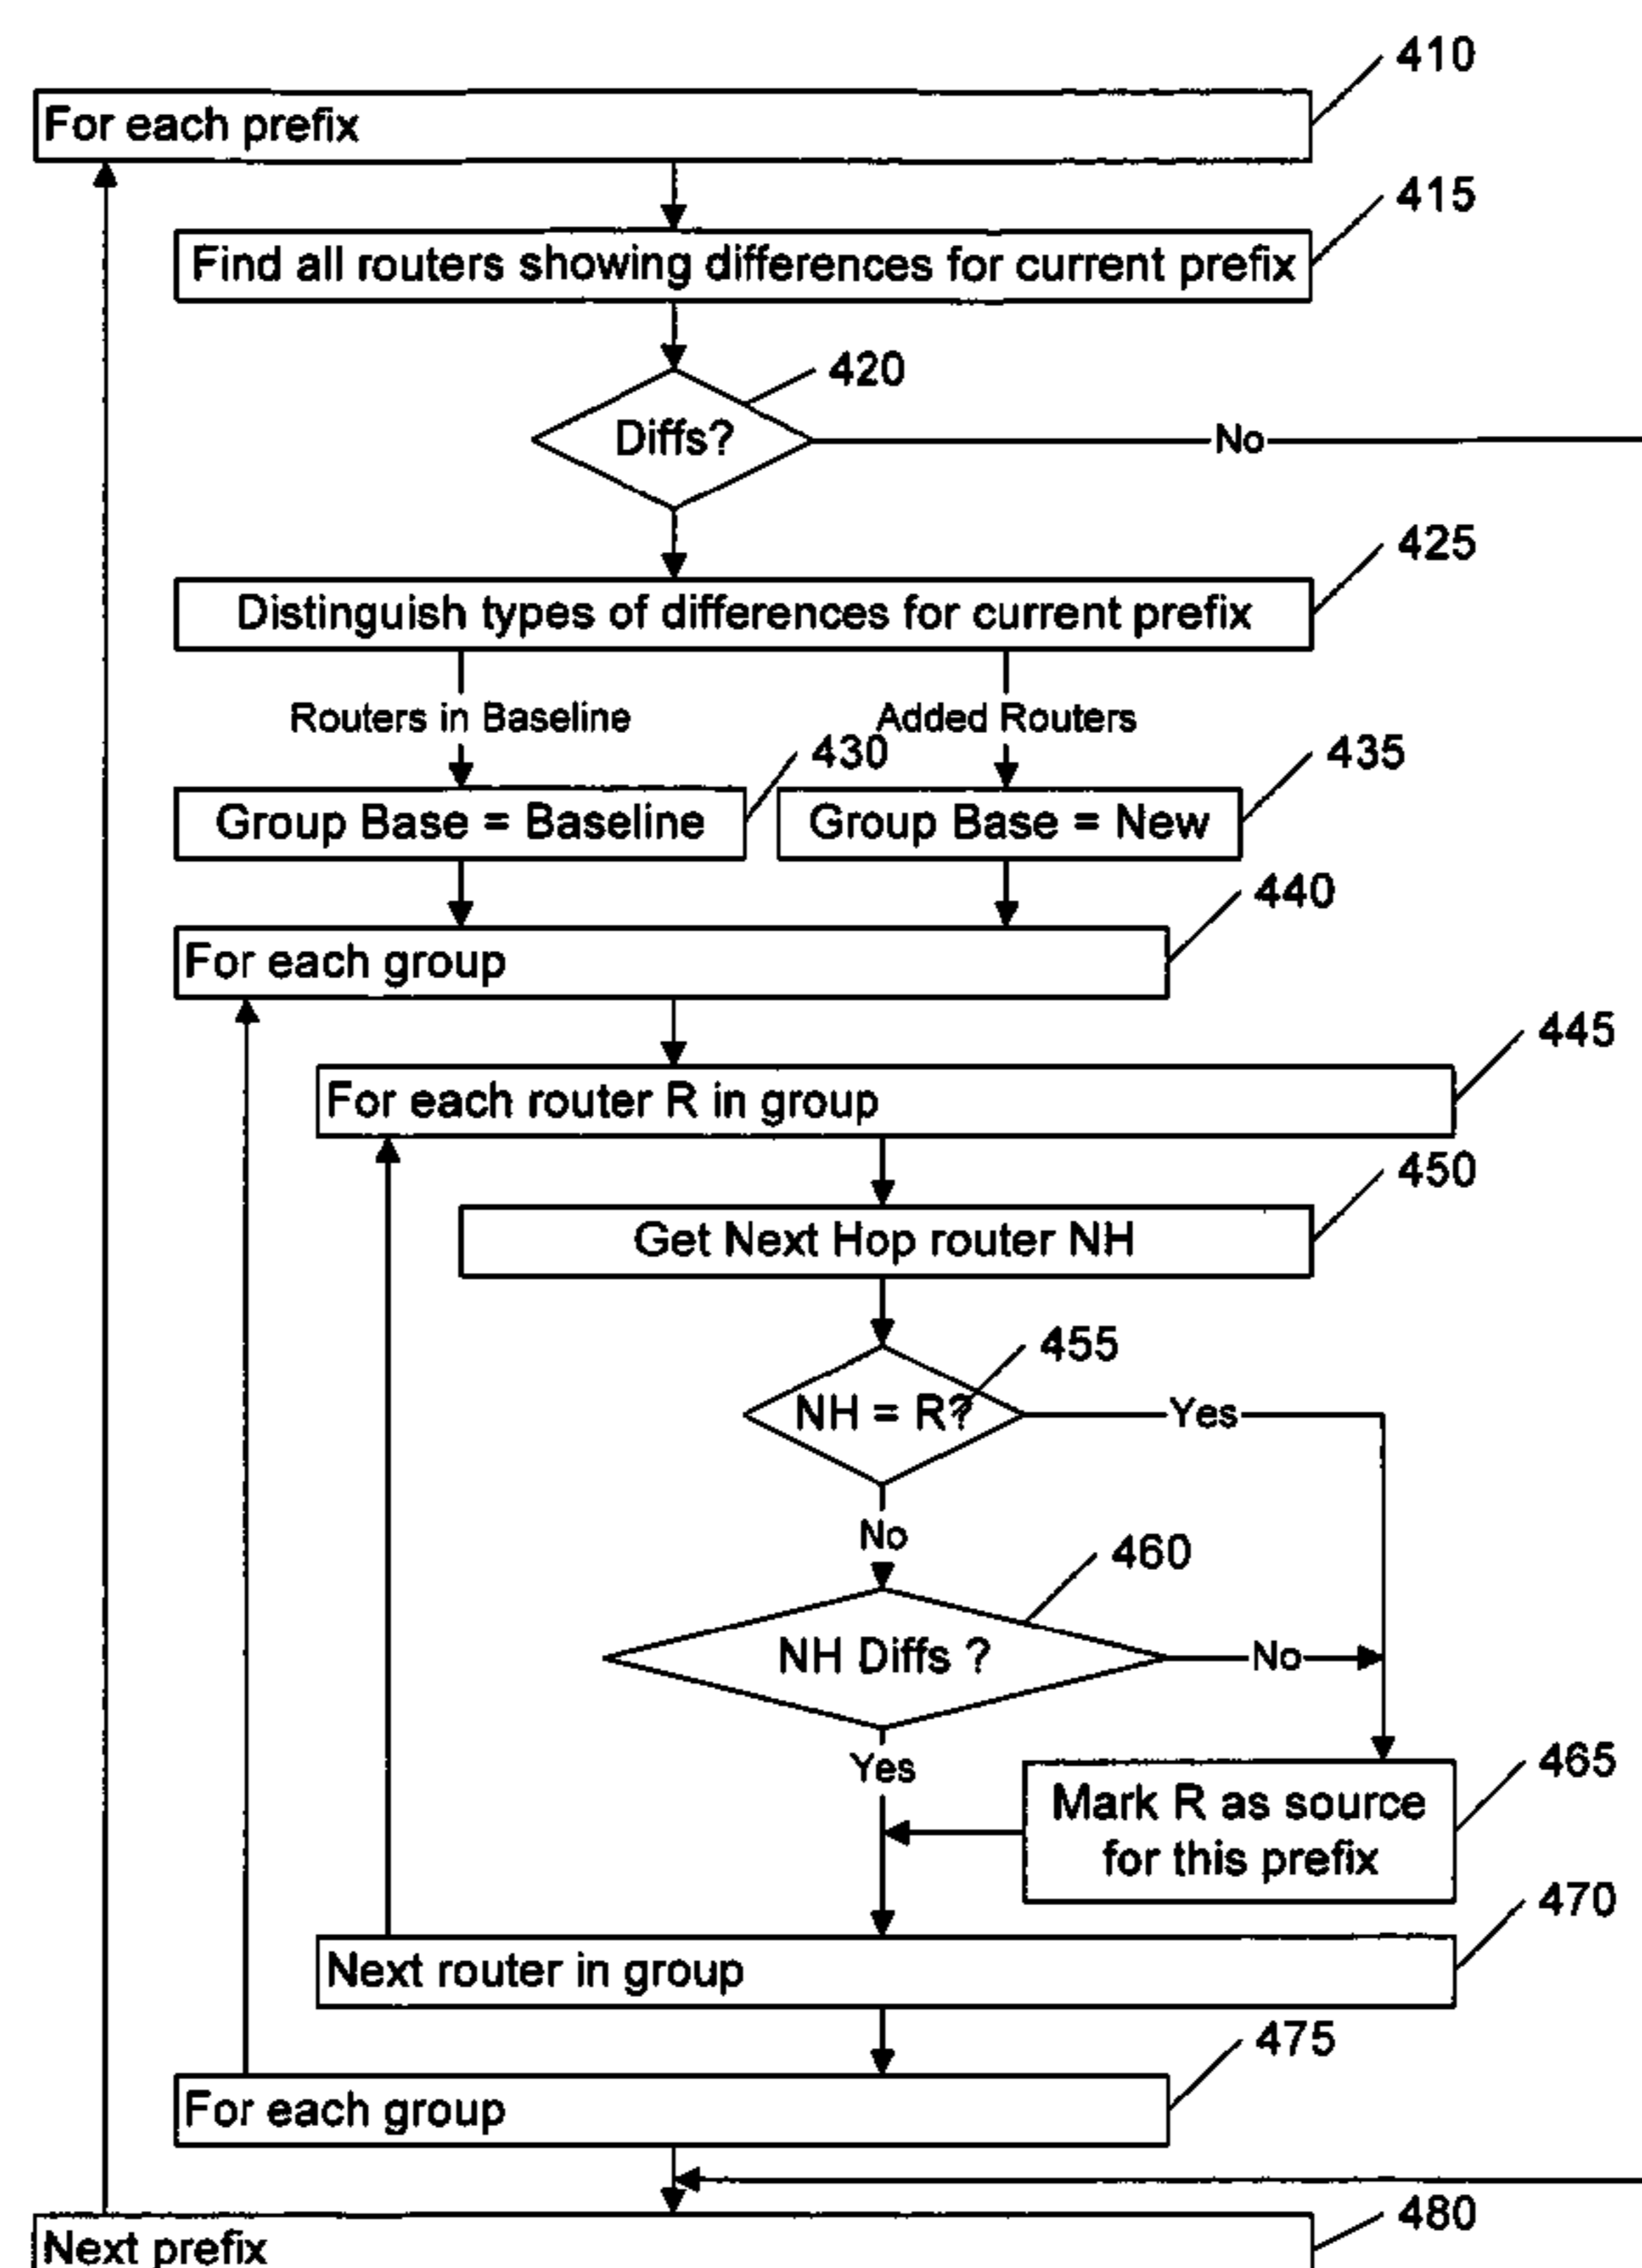 410
For each prefix
415
Find all routers showing differences for current prefix
420
Diffs?
No
425
Distinguish types of differences for current prefix
Routers in Baseline
Added Routers
430
435
Group Base = Baseline
Group Base = New
440
For each group
445
For each router R in group
450
Get Next Hop router NH
455
NH = R?
Yes
No
460
NH Diffs ?
No
Yes
465
Mark R as source
for this prefix
470
Next router in group
475
For each group
480
Next prefix